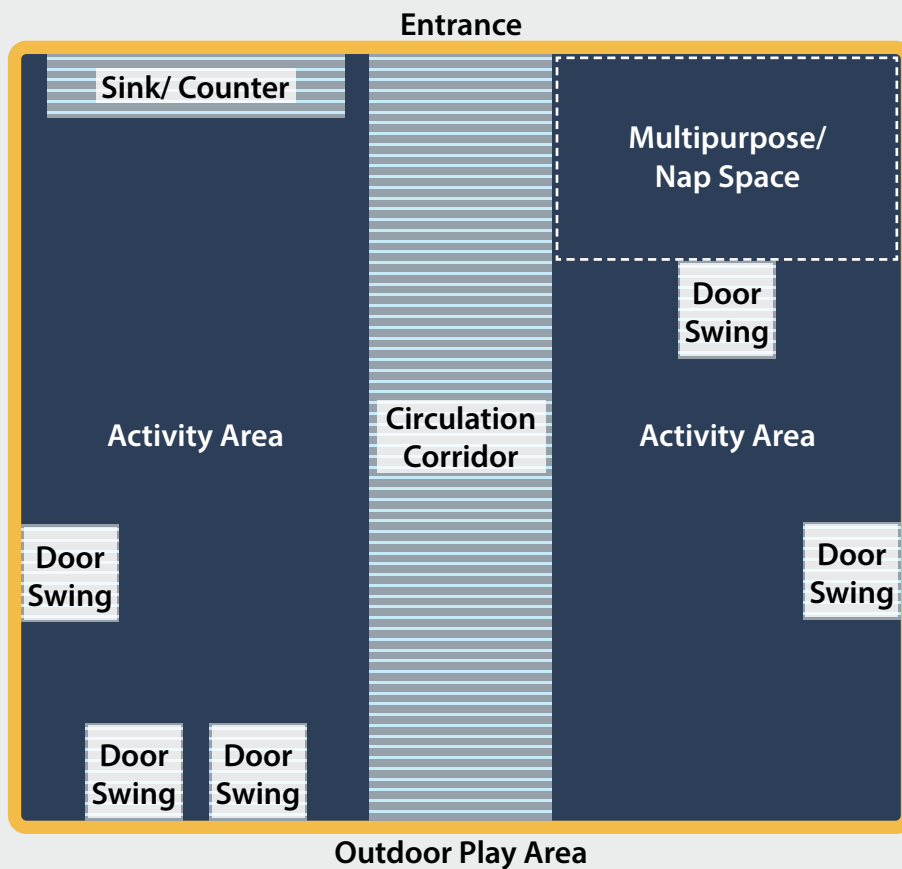 Entrance
Sink/ Counter
Multipurpose/
Nap Space
Door
Swing
Activity Area
Circulation
Corridor
Activity Area
Door
Swing
Door
Swing
Door
Swing
Door
Swing
Outdoor Play Area